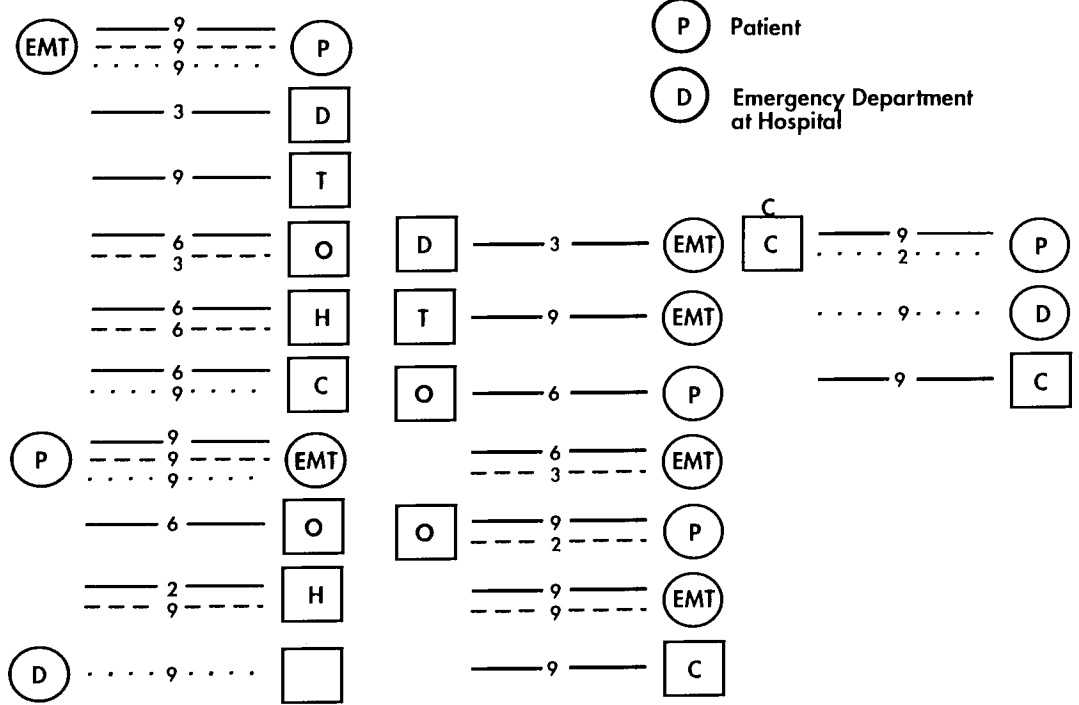 EMT 9 P
9
9
3 D
9 T
6 O
3
6 H
6
6 C
9
P 9 EMT
9
9
6 O
2 H
9
D 9
D 3 EMT
T 9 EMT
O 6 P
6 EMT
3
O 9 P
2
9 EMT
9
9 C
P Patient
D Emergency Department
at Hospital
C
C 9 P
2
9 D
9 C